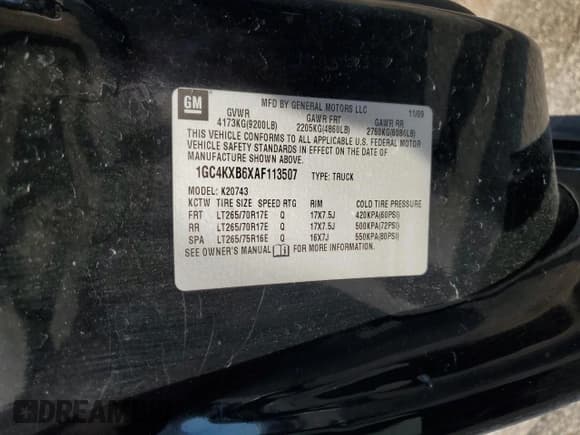 GM
MFD BY GENERAL MOTORS LLC 11/09
GVWR GAWR FRT GAWR RR
4173KG(9200LB) 2205KG(4860LB) 2760KG(6080LB)
THIS VEHICLE CONFORMS TO ALL APPLICABLE U.S. FEDERAL MOTOR
VEHICLE SAFETY STANDARDS IN EFFECT ON THE DATE OF
MANUFACTURE SHOWN ABOVE.
1GC4KXB6XAF113507 TYPE: TRUCK
MODEL: K20743
KCTW TIRE SIZE SPEED RTG RIM COLD TIRE PRESSURE
FRT LT265/70R17E Q 17X7.5J 420KPA(60PSI)
RR LT265/70R17E Q 17X7.5J 500KPA(72PSI)
SPA LT265/75R16E Q 16X7J 550KPA(80PSI)
SEE OWNER'S MANUAL FOR MORE INFORMATION.